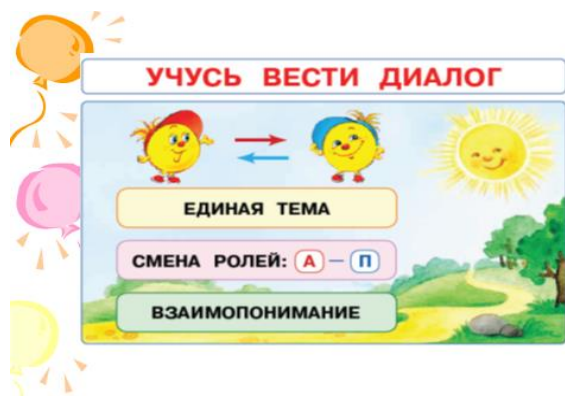 УЧУСЬ ВЕСТИ ДИАЛОГ
ЕДИНАЯ ТЕМА
СМЕНА РОЛЕЙ: А – П
ВЗАИМОПОНИМАНИЕ